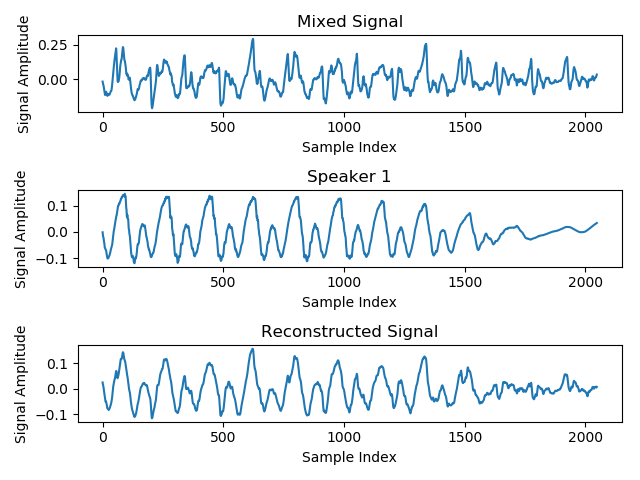 Mixed Signal
Signal Amplitude
0.25
0.00
0 500 1000 1500 2000
Sample Index
Speaker 1
Signal Amplitude
0.1
0.0
−0.1
0 500 1000 1500 2000
Sample Index
Reconstructed Signal
Signal Amplitude
0.1
0.0
−0.1
0 500 1000 1500 2000
Sample Index